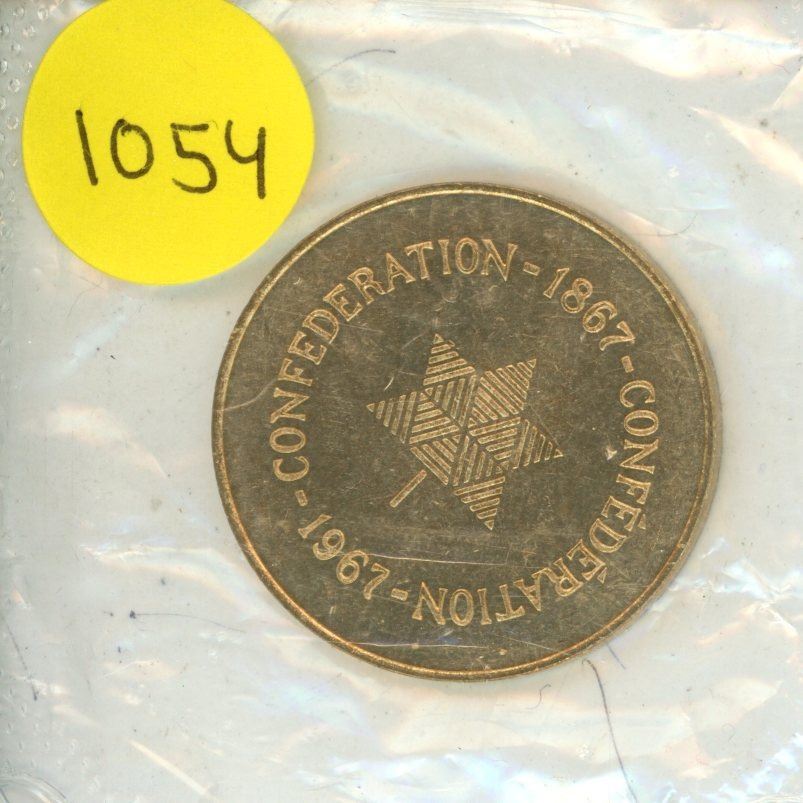 1054
CONFEDERATION - 1867 - CONFÉDÉRATION - 1967 -